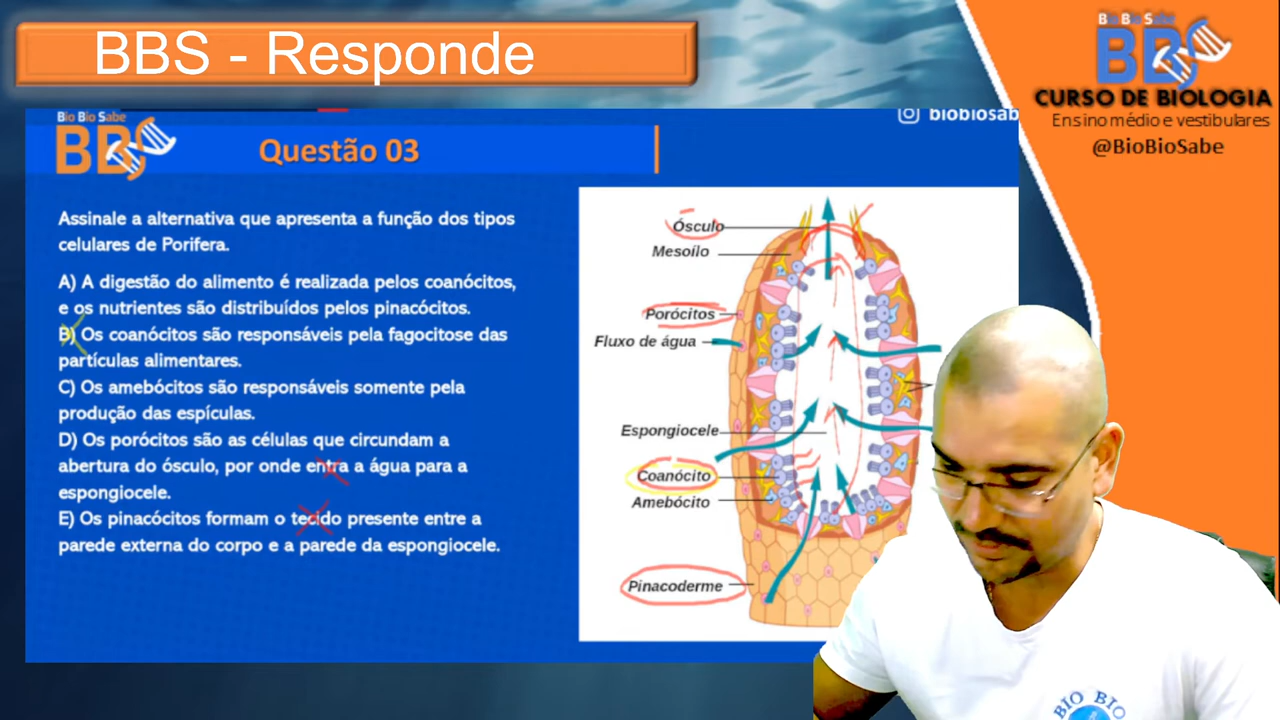 BBS - Responde
Bio Bio Sabe
BBS
CURSO DE BIOLOGIA
Ensino médio e vestibulares
@BioBioSabe
Bio Bio Sabe
BBS
Questão 03
biobiosab
Assinale a alternativa que apresenta a função dos tipos
celulares de Porifera.
A) A digestão do alimento é realizada pelos coanócitos,
e os nutrientes são distribuídos pelos pinacócitos.
B) Os coanócitos são responsáveis pela fagocitose das
partículas alimentares.
C) Os amebócitos são responsáveis somente pela
produção das espículas.
D) Os porócitos são as células que circundam a
abertura do ósculo, por onde entra a água para a
espongiocele.
E) Os pinacócitos formam o tecido presente entre a
parede externa do corpo e a parede da espongiocele.
Ósculo
Mesoílo
Porócitos
Fluxo de água
Espongiocele
Coanócito
Amebócito
Pinacoderme
BIO BIO